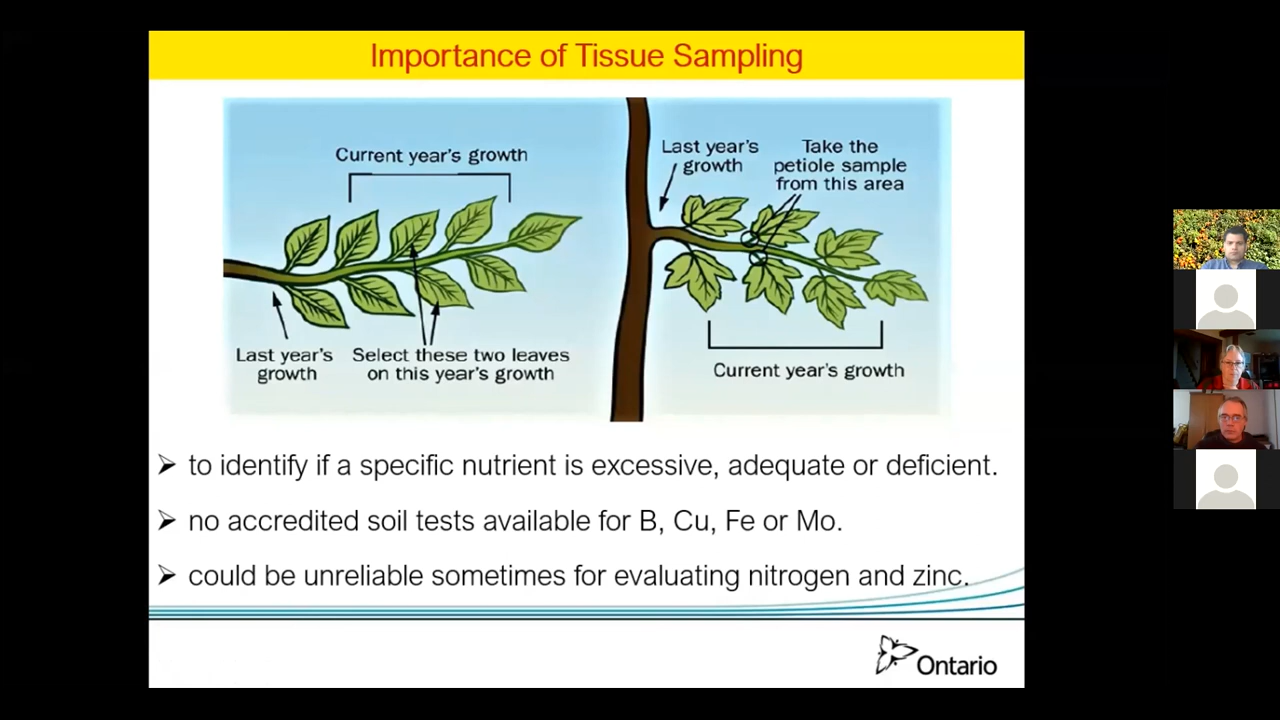 Importance of Tissue Sampling
Current year's growth
Last year's
growth
Select these two leaves
on this year's growth
Last year's
growth
Take the
petiole sample
from this area
Current year's growth
➢ to identify if a specific nutrient is excessive, adequate or deficient.
➢ no accredited soil tests available for B, Cu, Fe or Mo.
➢ could be unreliable sometimes for evaluating nitrogen and zinc.
Ontario